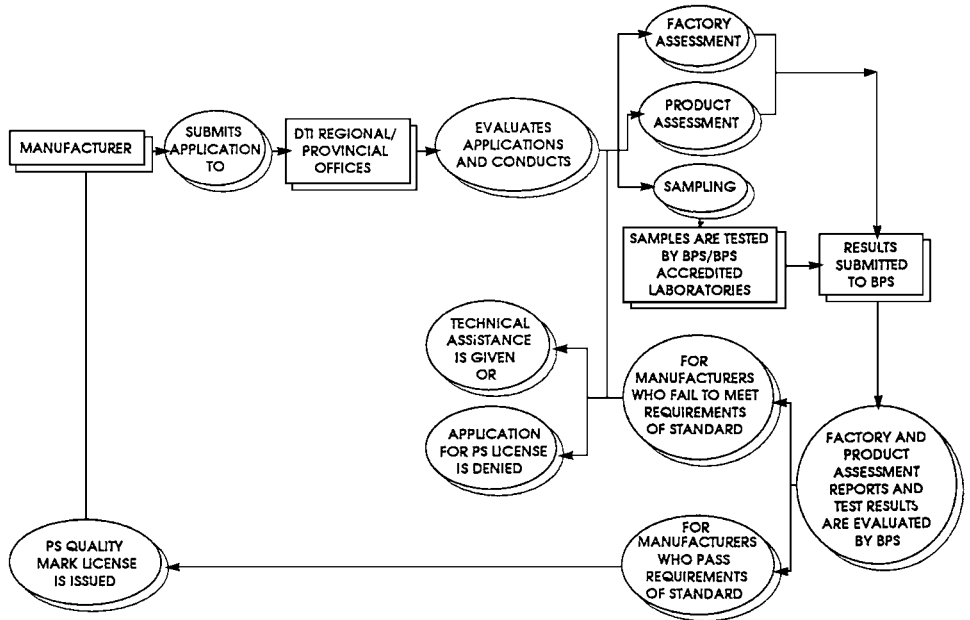 MANUFACTURER
SUBMITS
APPLICATION
TO
DTI REGIONAL/
PROVINCIAL
OFFICES
EVALUATES
APPLICATIONS
AND CONDUCTS
FACTORY
ASSESSMENT
PRODUCT
ASSESSMENT
SAMPLING
SAMPLES ARE TESTED
BY BPS/BPS
ACCREDITED
LABORATORIES
RESULTS
SUBMITTED
TO BPS
FACTORY AND
PRODUCT
ASSESSMENT
REPORTS AND
TEST RESULTS
ARE EVALUATED
BY BPS
FOR
MANUFACTURERS
WHO FAIL TO MEET
REQUIREMENTS
OF STANDARD
TECHNICAL
ASSISTANCE
IS GIVEN
OR
APPLICATION
FOR PS LICENSE
IS DENIED
FOR
MANUFACTURERS
WHO PASS
REQUIREMENTS
OF STANDARD
PS QUALITY
MARK LICENSE
IS ISSUED